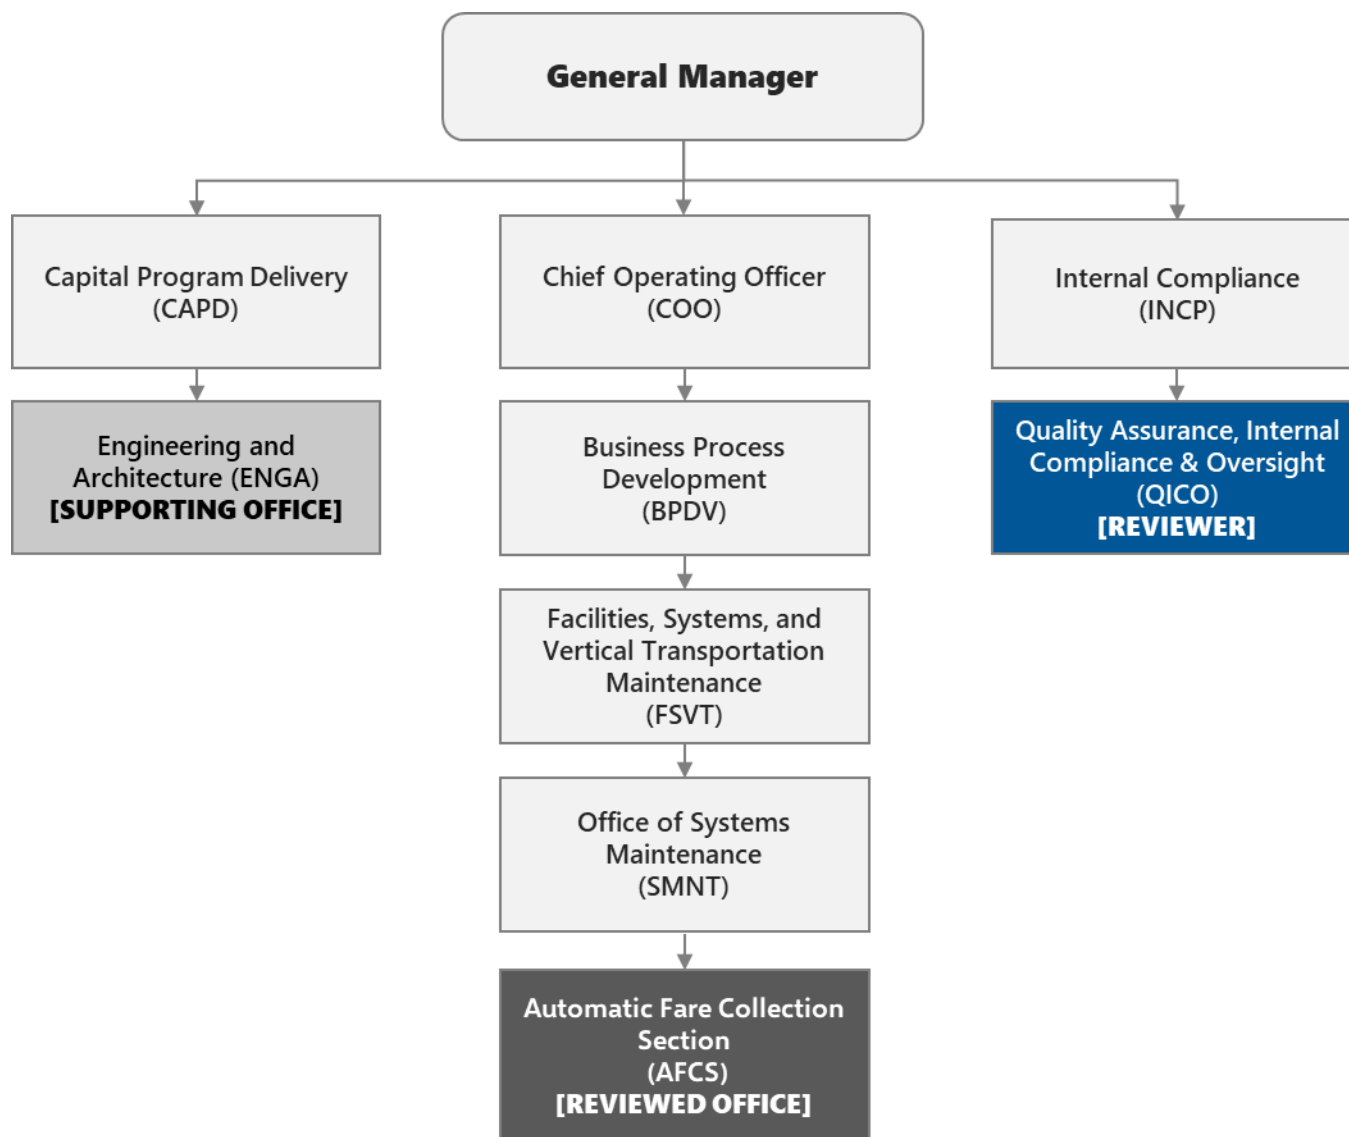 General Manager
Capital Program Delivery
(CAPD)
Chief Operating Officer
(COO)
Internal Compliance
(INCP)
Engineering and
Architecture (ENGA)
[SUPPORTING OFFICE]
Business Process
Development
(BPDV)
Quality Assurance, Internal
Compliance & Oversight
(QICO)
[REVIEWER]
Facilities, Systems, and
Vertical Transportation
Maintenance
(FSVT)
Office of Systems
Maintenance
(SMNT)
Automatic Fare Collection
Section
(AFCS)
[REVIEWED OFFICE]